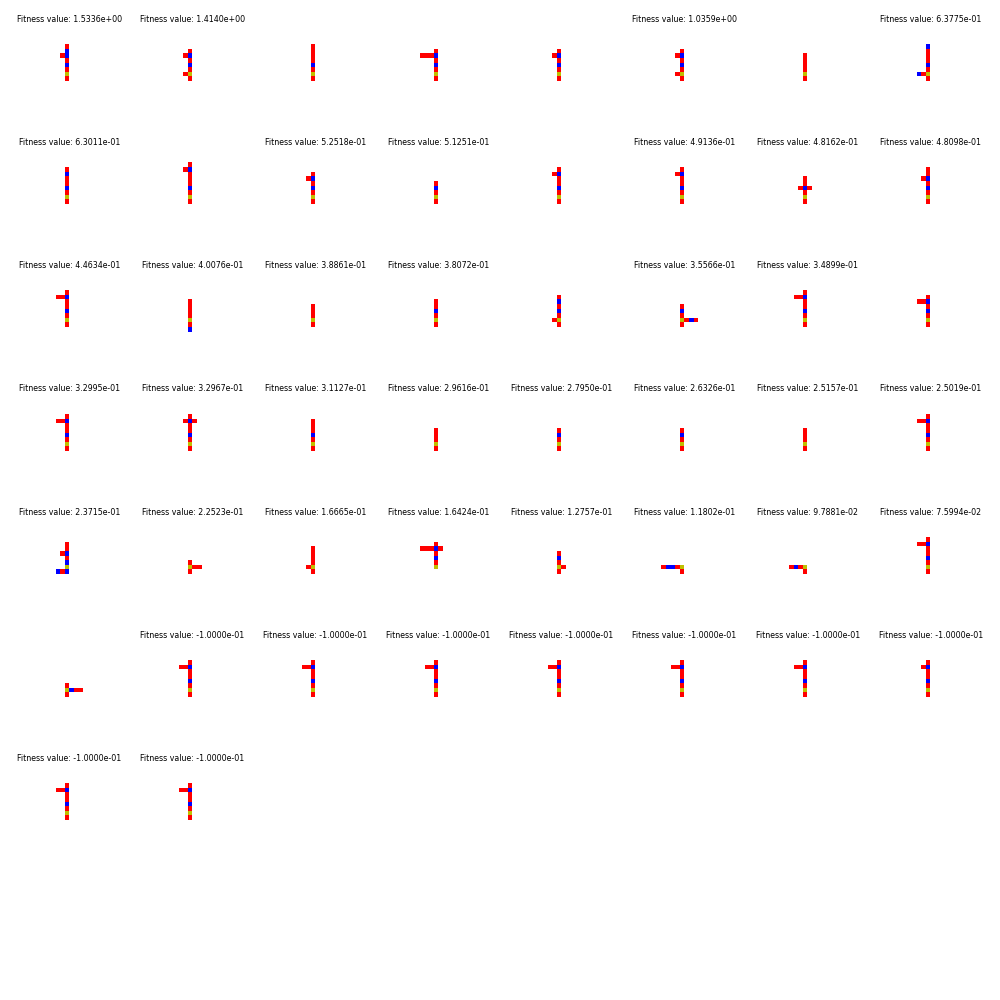 Fitness value: 1.5336e+00
Fitness value: 1.4140e+00
Fitness value: 1.0359e+00
Fitness value: 6.3775e-01
Fitness value: 6.3011e-01
Fitness value: 5.2518e-01
Fitness value: 5.1251e-01
Fitness value: 4.9136e-01
Fitness value: 4.8162e-01
Fitness value: 4.8098e-01
Fitness value: 4.4634e-01
Fitness value: 4.0076e-01
Fitness value: 3.8861e-01
Fitness value: 3.8072e-01
Fitness value: 3.5566e-01
Fitness value: 3.4899e-01
Fitness value: 3.2995e-01
Fitness value: 3.2967e-01
Fitness value: 3.1127e-01
Fitness value: 2.9616e-01
Fitness value: 2.7950e-01
Fitness value: 2.6326e-01
Fitness value: 2.5157e-01
Fitness value: 2.5019e-01
Fitness value: 2.3715e-01
Fitness value: 2.2523e-01
Fitness value: 1.6665e-01
Fitness value: 1.6424e-01
Fitness value: 1.2757e-01
Fitness value: 1.1802e-01
Fitness value: 9.7881e-02
Fitness value: 7.5994e-02
Fitness value: -1.0000e-01
Fitness value: -1.0000e-01
Fitness value: -1.0000e-01
Fitness value: -1.0000e-01
Fitness value: -1.0000e-01
Fitness value: -1.0000e-01
Fitness value: -1.0000e-01
Fitness value: -1.0000e-01
Fitness value: -1.0000e-01